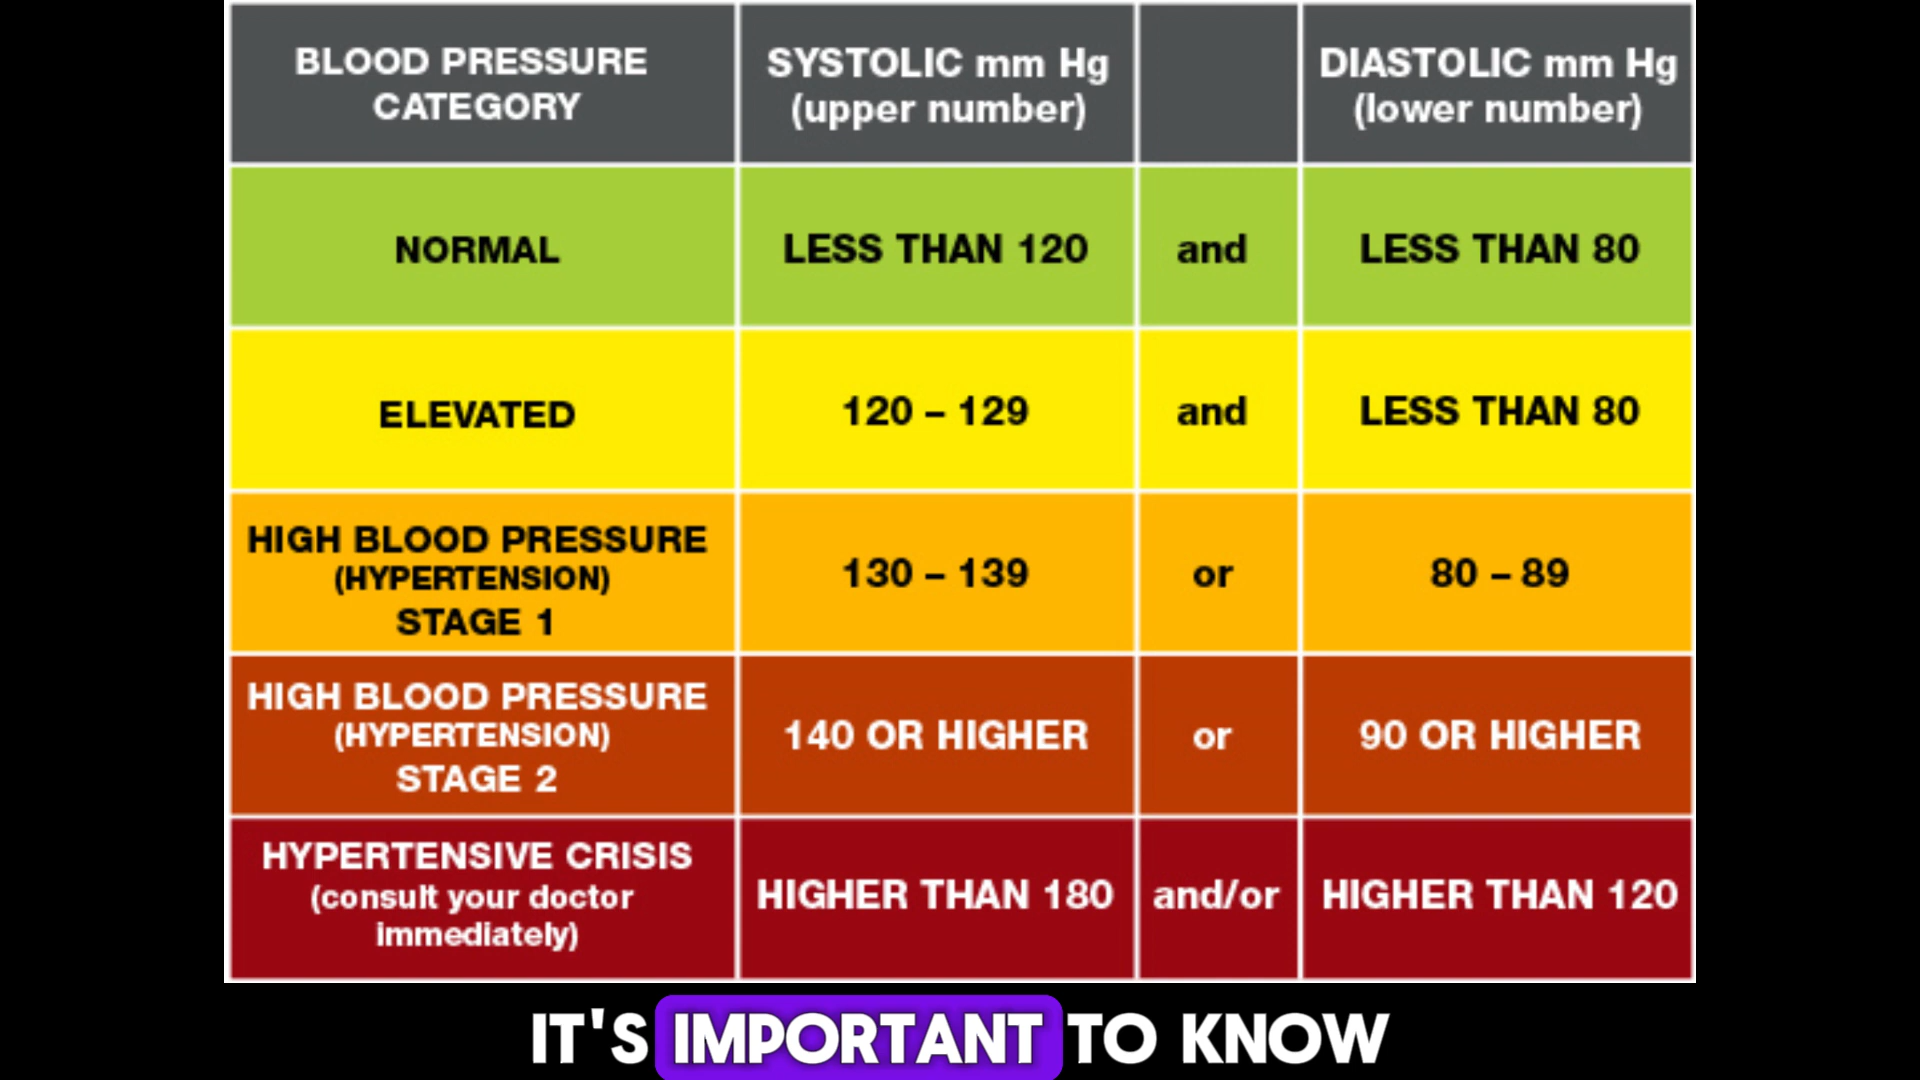 BLOOD PRESSURE
CATEGORY
SYSTOLIC mm Hg
(upper number)
DIASTOLIC mm Hg
(lower number)
NORMAL
LESS THAN 120
and
LESS THAN 80
ELEVATED
120 – 129
and
LESS THAN 80
HIGH BLOOD PRESSURE
(HYPERTENSION)
STAGE 1
130 – 139
or
80 – 89
HIGH BLOOD PRESSURE
(HYPERTENSION)
STAGE 2
140 OR HIGHER
or
90 OR HIGHER
HYPERTENSIVE CRISIS
(consult your doctor
immediately)
HIGHER THAN 180
and/or
HIGHER THAN 120
IT'S IMPORTANT TO KNOW